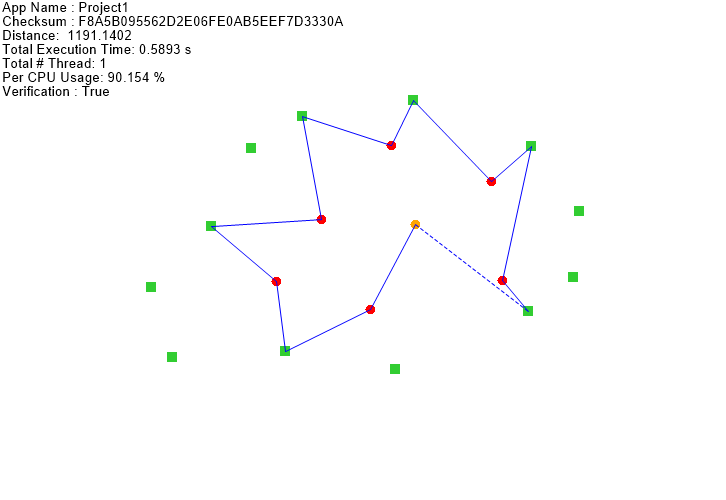 App Name : Project1
Checksum : F8A5B095562D2E06FE0AB5EEF7D3330A
Distance:  1191.1402
Total Execution Time: 0.5893 s
Total # Thread: 1
Per CPU Usage: 90.154 %
Verification : True